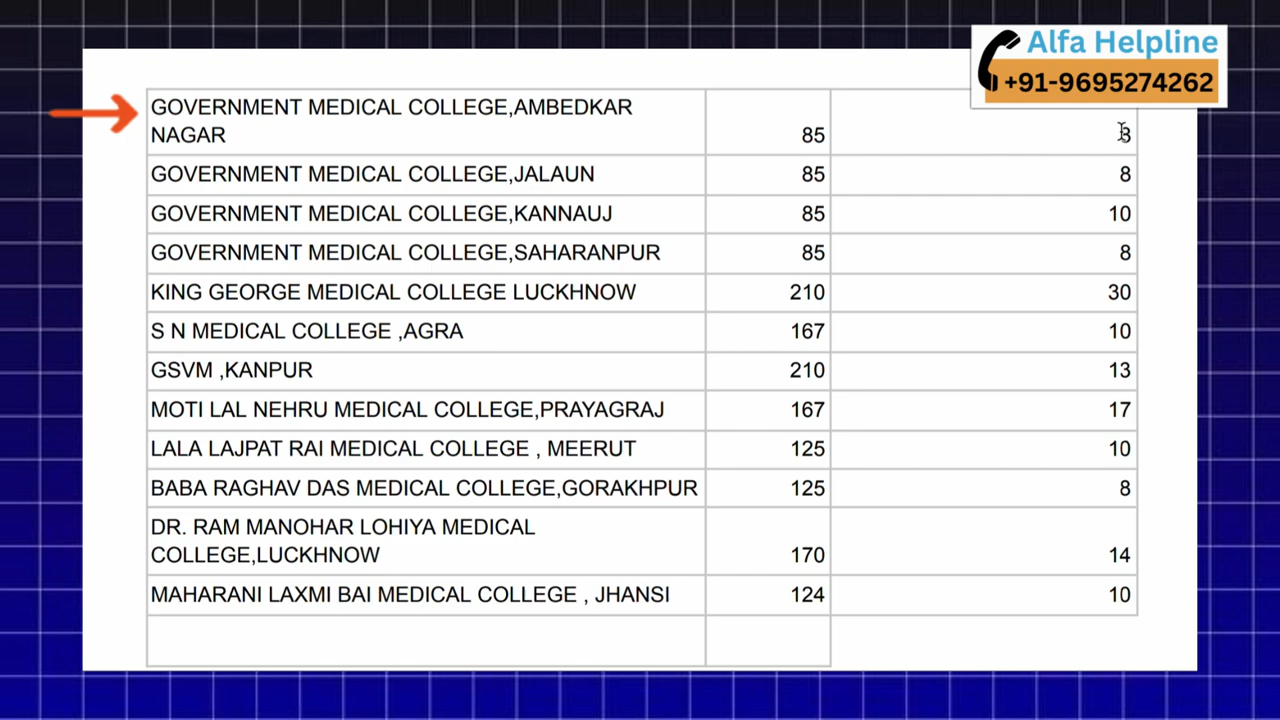 Alfa Helpline
+91-9695274262
GOVERNMENT MEDICAL COLLEGE,AMBEDKAR
NAGAR 85 3
GOVERNMENT MEDICAL COLLEGE,JALAUN 85 8
GOVERNMENT MEDICAL COLLEGE,KANNAUJ 85 10
GOVERNMENT MEDICAL COLLEGE,SAHARANPUR 85 8
KING GEORGE MEDICAL COLLEGE LUCKHNOW 210 30
S N MEDICAL COLLEGE ,AGRA 167 10
GSVM ,KANPUR 210 13
MOTI LAL NEHRU MEDICAL COLLEGE,PRAYAGRAJ 167 17
LALA LAJPAT RAI MEDICAL COLLEGE , MEERUT 125 10
BABA RAGHAV DAS MEDICAL COLLEGE,GORAKHPUR 125 8
DR. RAM MANOHAR LOHIYA MEDICAL
COLLEGE,LUCKHNOW 170 14
MAHARANI LAXMI BAI MEDICAL COLLEGE , JHANSI 124 10